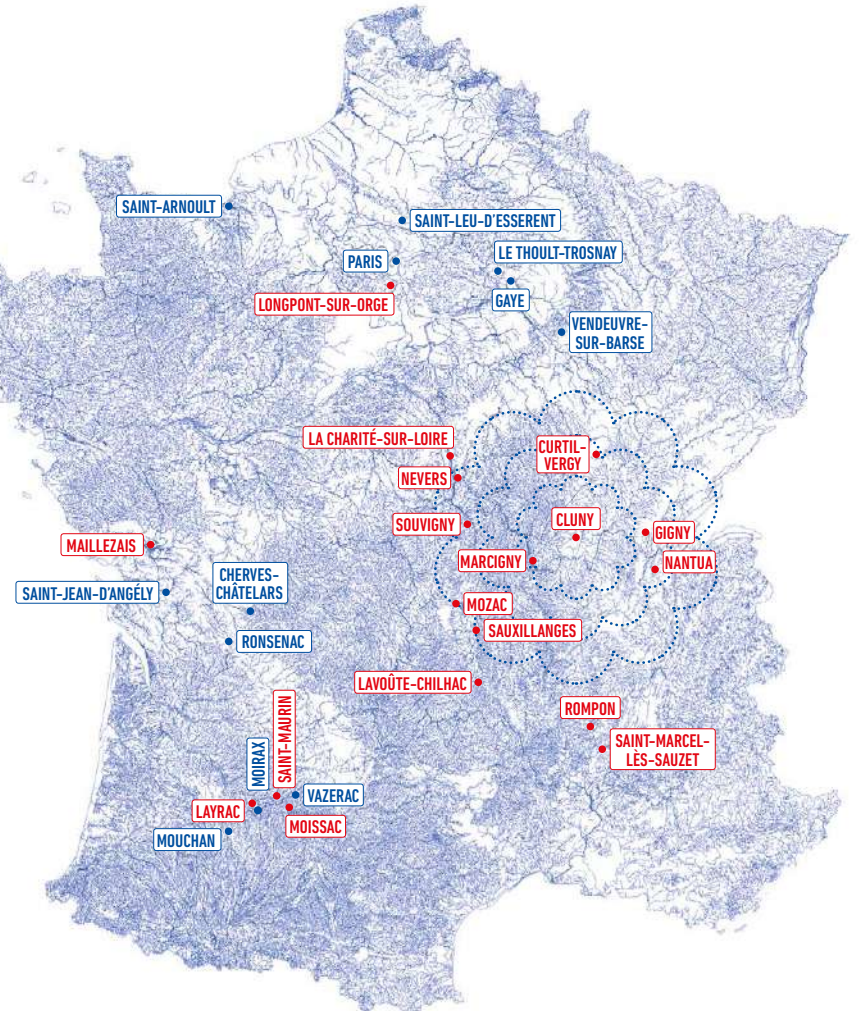 SAINT-ARNOULT
SAINT-LEU-D'ESSERENT
PARIS
LE THOULT-TROSNAY
LONGPONT-SUR-ORGE
GAYE
VENDEUVRE-
SUR-BARSE
LA CHARITÉ-SUR-LOIRE
CURTIL-
VERGY
NEVERS
SOUVIGNY
CLUNY
GIGNY
MAILLEZAIS
MARCIGNY
NANTUA
CHERVES-
CHÂTELARS
SAINT-JEAN-D'ANGÉLY
MOZAC
SAUXILLANGES
RONSENAC
LAVOÛTE-CHILHAC
ROMPON
SAINT-MARCEL-
LÈS-SAUZET
MOIRAX
SAINT-MAURIN
VAZERAC
LAYRAC
MOISSAC
MOUCHAN